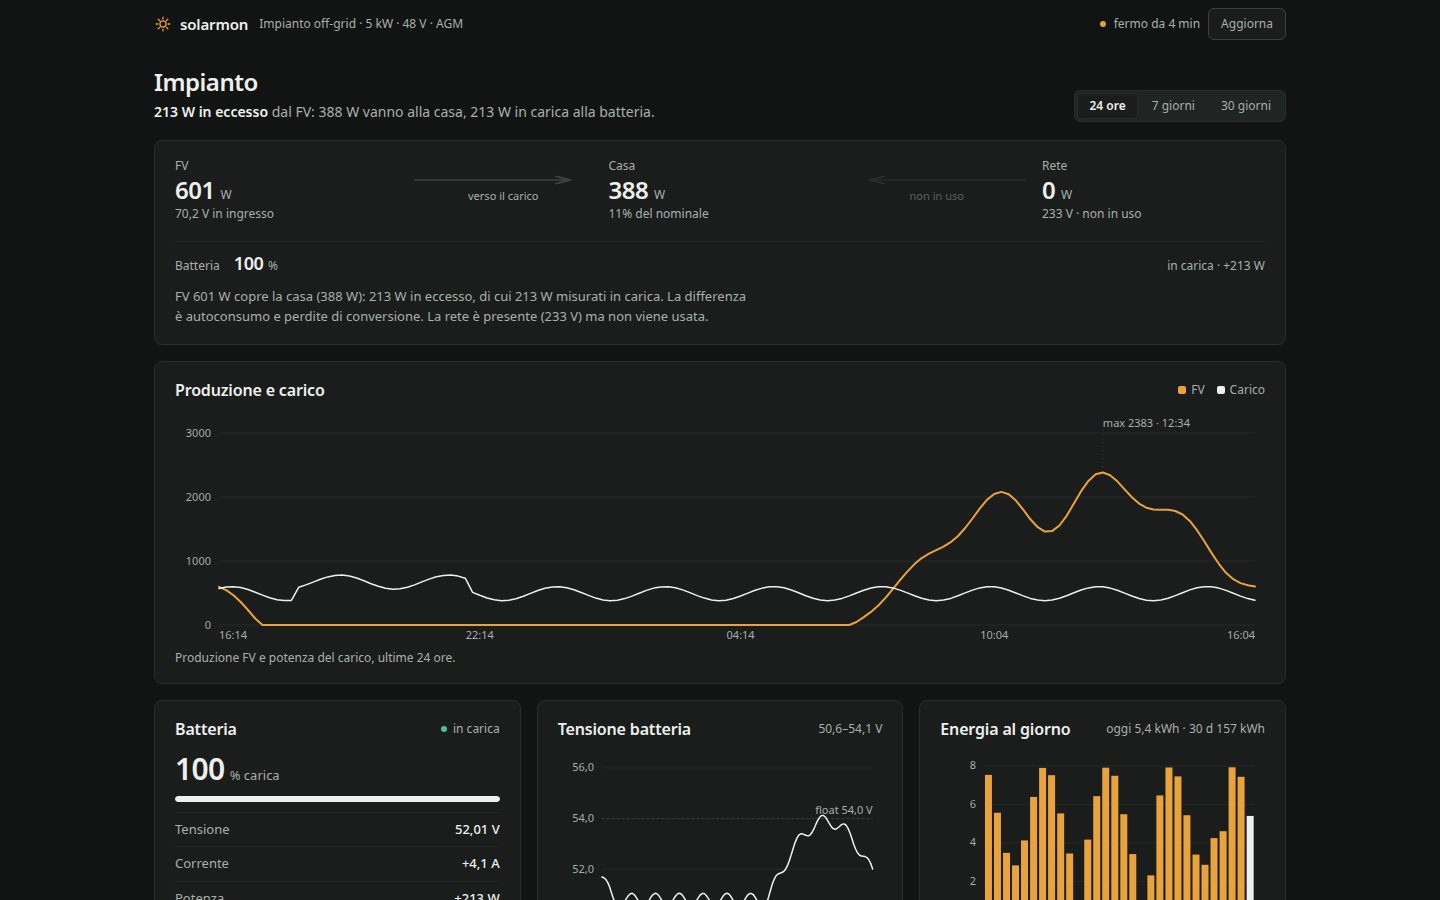 solarmon Impianto off-grid · 5 kW · 48 V · AGM
fermo da 4 min
Aggiorna
Impianto
213 W in eccesso dal FV: 388 W vanno alla casa, 213 W in carica alla batteria.
24 ore 7 giorni 30 giorni
FV
601 W
70,2 V in ingresso
verso il carico
Casa
388 W
11% del nominale
non in uso
Rete
0 W
233 V · non in uso
Batteria 100 %
in carica · +213 W
FV 601 W copre la casa (388 W): 213 W in eccesso, di cui 213 W misurati in carica. La differenza
è autoconsumo e perdite di conversione. La rete è presente (233 V) ma non viene usata.
Produzione e carico
FV Carico
max 2383 · 12:34
3000
2000
1000
0
16:14 22:14 04:14 10:04 16:04
Produzione FV e potenza del carico, ultime 24 ore.
Batteria
in carica
100 % carica
Tensione 52,01 V
Corrente +4,1 A
Potenza +213 W
Tensione batteria
50,6–54,1 V
56,0
float 54,0 V
54,0
52,0
Energia al giorno
oggi 5,4 kWh · 30 d 157 kWh
8
6
4
2